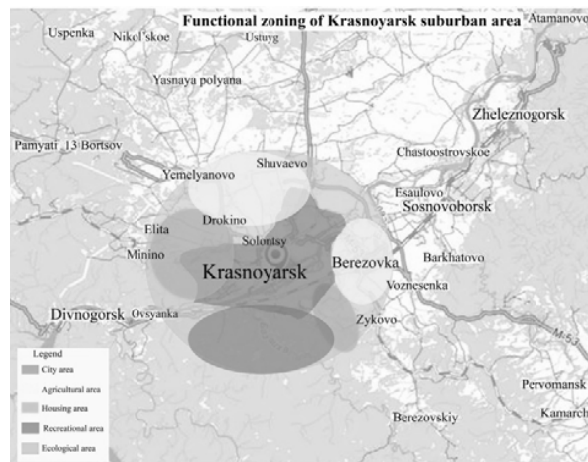 Functional zoning of Krasnoyarsk suburban area
Atamanovo
Uspenka
Nikol'skoe
Ustyg
Yasnaya polyana
Zheleznogorsk
Pamyati 13 Bortsov
Chastoostrovskoe
Shuvaevo
Yemelyanovo
Esaulovo
Sosnovoborsk
Drokino
Elita
Solontsy
Minino
Krasnoyarsk
Berezovka
Barkhatovo
Voznesenka
Divnogorsk
Ovsyanka
Zykovo
M-53
Legend
City area
Agricultural area
Housing area
Recreational area
Ecological area
Pervomansk
Kamarch
Berezovskiy